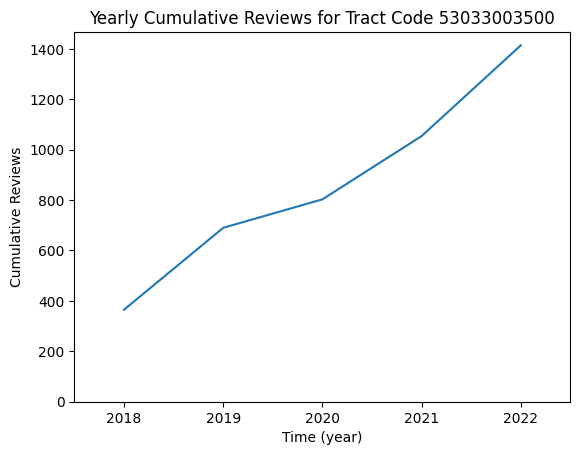 Yearly Cumulative Reviews for Tract Code 53033003500
Cumulative Reviews
1400
1200
1000
800
600
400
200
0
2018 2019 2020 2021 2022
Time (year)